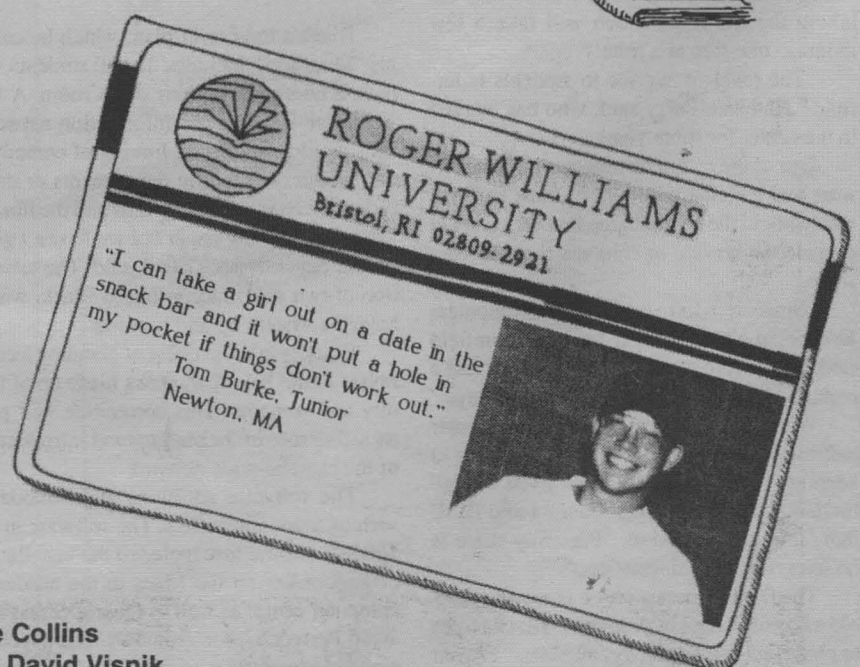 ROGER WILLIAMS
UNIVERSITY
Bristol, RI 02809-2921
"I can take a girl out on a date in the
snack bar and it won't put a hole in
my pocket if things don't work out."
Tom Burke, Junior
Newton, MA
e Collins
David Visnik